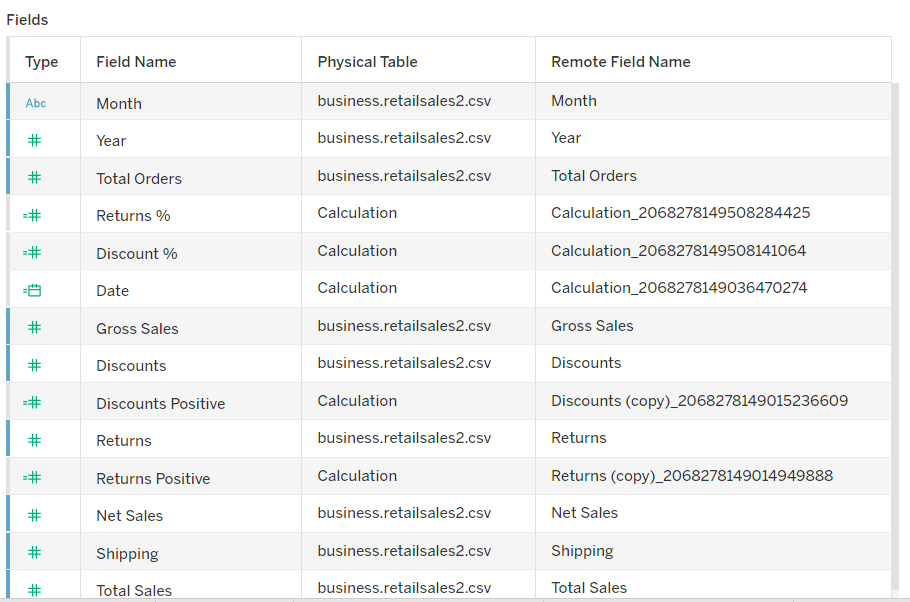 Fields
Type Field Name Physical Table Remote Field Name
Abc Month business.retailsales2.csv Month
# Year business.retailsales2.csv Year
# Total Orders business.retailsales2.csv Total Orders
=# Returns % Calculation Calculation_2068278149508284425
=# Discount % Calculation Calculation_2068278149508141064
= Date Calculation Calculation_2068278149036470274
# Gross Sales business.retailsales2.csv Gross Sales
# Discounts business.retailsales2.csv Discounts
=# Discounts Positive Calculation Discounts (copy)_2068278149015236609
# Returns business.retailsales2.csv Returns
=# Returns Positive Calculation Returns (copy)_2068278149014949888
# Net Sales business.retailsales2.csv Net Sales
# Shipping business.retailsales2.csv Shipping
# Total Sales business.retailsales2.csv Total Sales